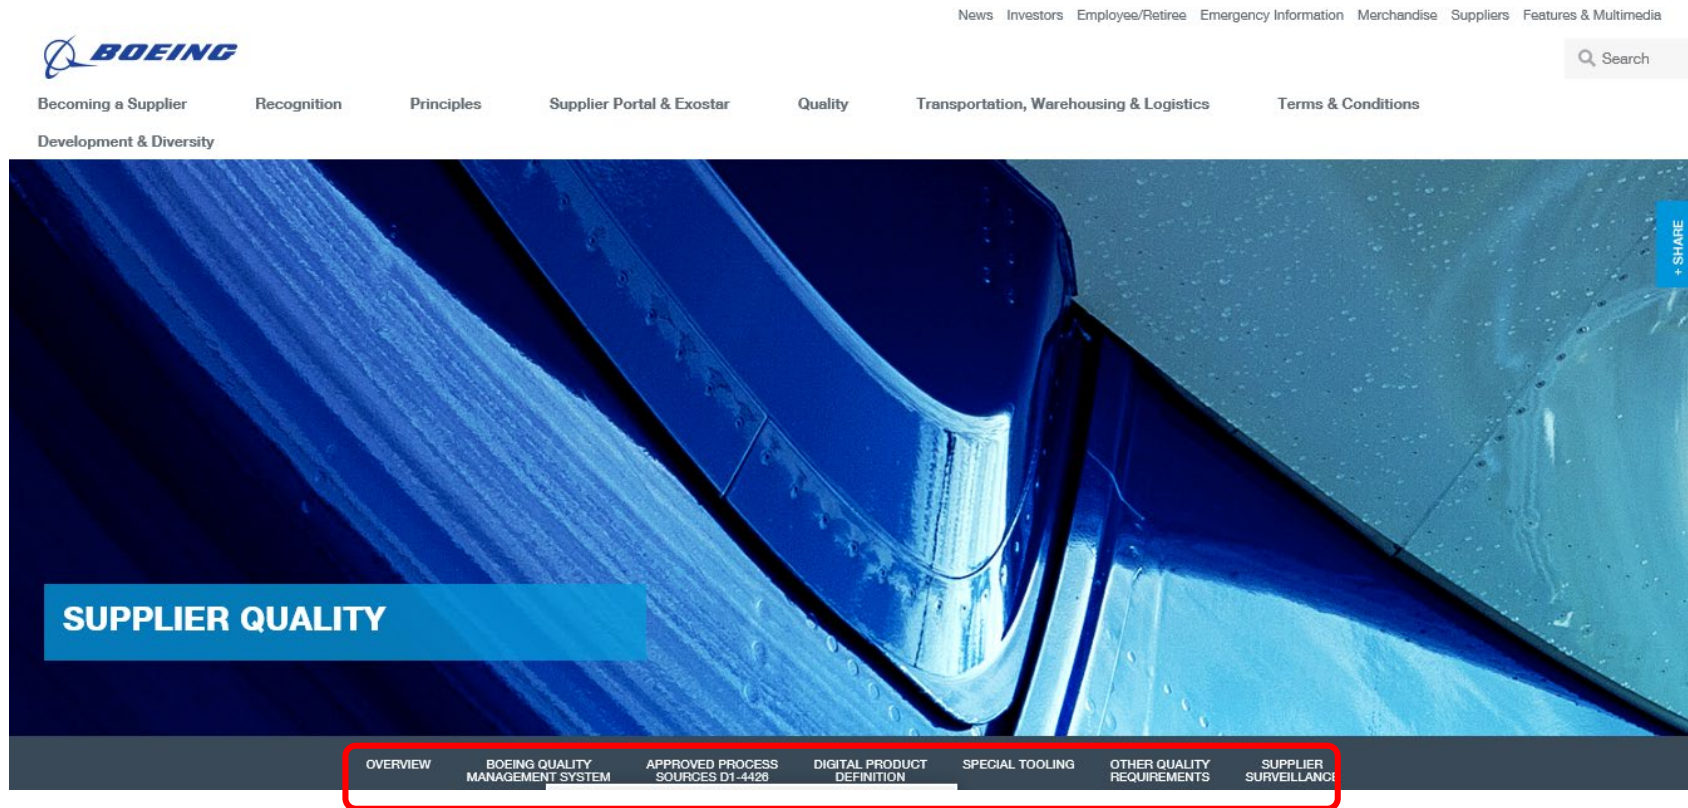 News Investors Employee/Retiree Emergency Information Merchandise Suppliers Features & Multimedia
BOEING
Search
Becoming a Supplier Recognition Principles Supplier Portal & Exostar Quality Transportation, Warehousing & Logistics Terms & Conditions
Development & Diversity
+ SHARE
SUPPLIER QUALITY
OVERVIEW
BOEING QUALITY
MANAGEMENT SYSTEM
APPROVED PROCESS
SOURCES D1-4426
DIGITAL PRODUCT
DEFINITION
SPECIAL TOOLING
OTHER QUALITY
REQUIREMENTS
SUPPLIER
SURVEILLANCE